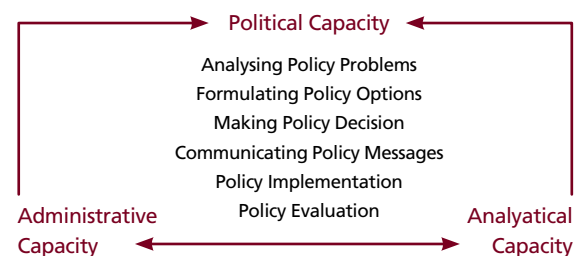 Political Capacity
Analysing Policy Problems
Formulating Policy Options
Making Policy Decision
Communicating Policy Messages
Policy Implementation
Policy Evaluation
Administrative
Capacity
Analyatical
Capacity